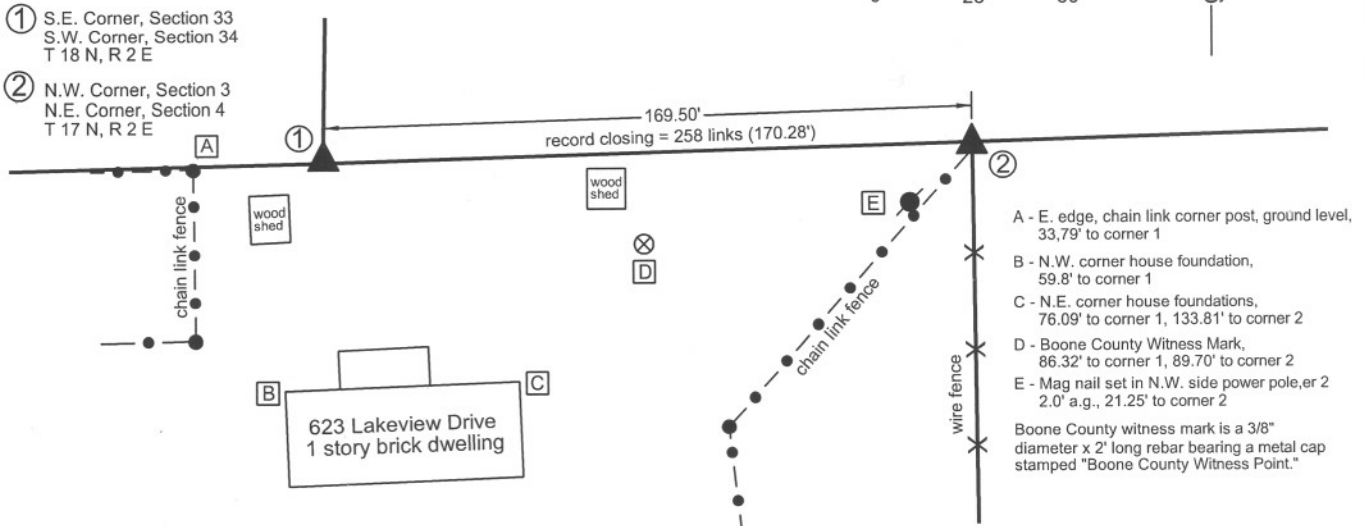 ① S.E. Corner, Section 33
S.W. Corner, Section 34
T 18 N, R 2 E
② N.W. Corner, Section 3
N.E. Corner, Section 4
T 17 N, R 2 E
A
①
169.50'
record closing = 258 links (170.28')
②
wood
shed
wood
shed
chain link fence
D
E
chain link fence
wire fence
B
C
623 Lakeview Drive
1 story brick dwelling
A - E. edge, chain link corner post, ground level,
33,79' to corner 1
B - N.W. corner house foundation,
59.8' to corner 1
C - N.E. corner house foundations,
76.09' to corner 1, 133.81' to corner 2
D - Boone County Witness Mark,
86.32' to corner 1, 89.70' to corner 2
E - Mag nail set in N.W. side power pole,er 2
2.0' a.g., 21.25' to corner 2
Boone County witness mark is a 3/8"
diameter x 2' long rebar bearing a metal cap
stamped "Boone County Witness Point."